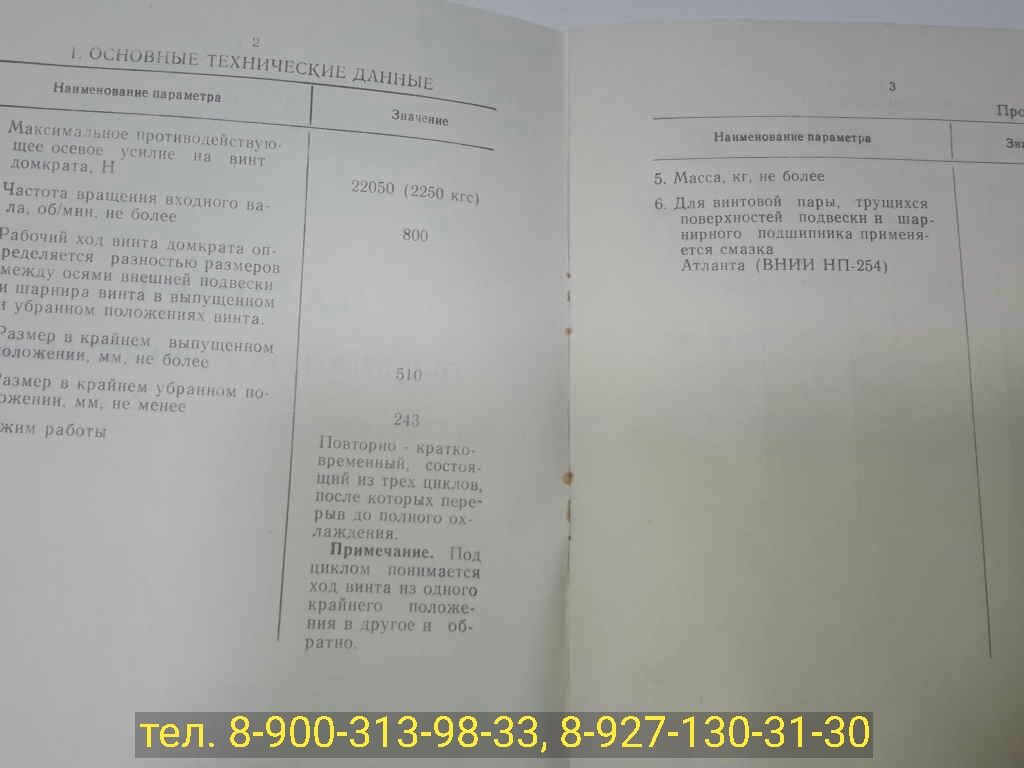 2
1. ОСНОВНЫЕ ТЕХНИЧЕСКИЕ ДАННЫЕ
Наименование параметра
Значение
Максимальное противодействую-
щее осевое усилие на винт
домкрата, Н
22050 (2250 кгс)
Частота вращения входного ва-
ла, об/мин, не более
800
Рабочий ход винта домкрата оп-
ределяется разностью размеров
между осями внешней подвески
и шарнира винта в выпущенном
и убранном положениях винта.
Размер в крайнем выпущенном
оложении, мм, не более
510
азмер в крайнем убранном по-
ожении, мм, не менее
243
жим работы
Повторно - кратко-
временный, состоя-
щий из трех циклов,
после которых пере-
рыв до полного ох-
лаждения.
Примечание. Под
циклом понимается
ход винта из одного
крайнего положе-
ния в другое и об-
ратно.
3
Про
Наименование параметра
Зна
5. Масса, кг, не более
6. Для винтовой пары, трущихся
поверхностей подвески и шар-
нирного подшипника применя-
ется смазка
Атланта (ВНИИ НП-254)
тел. 8-900-313-98-33, 8-927-130-31-30